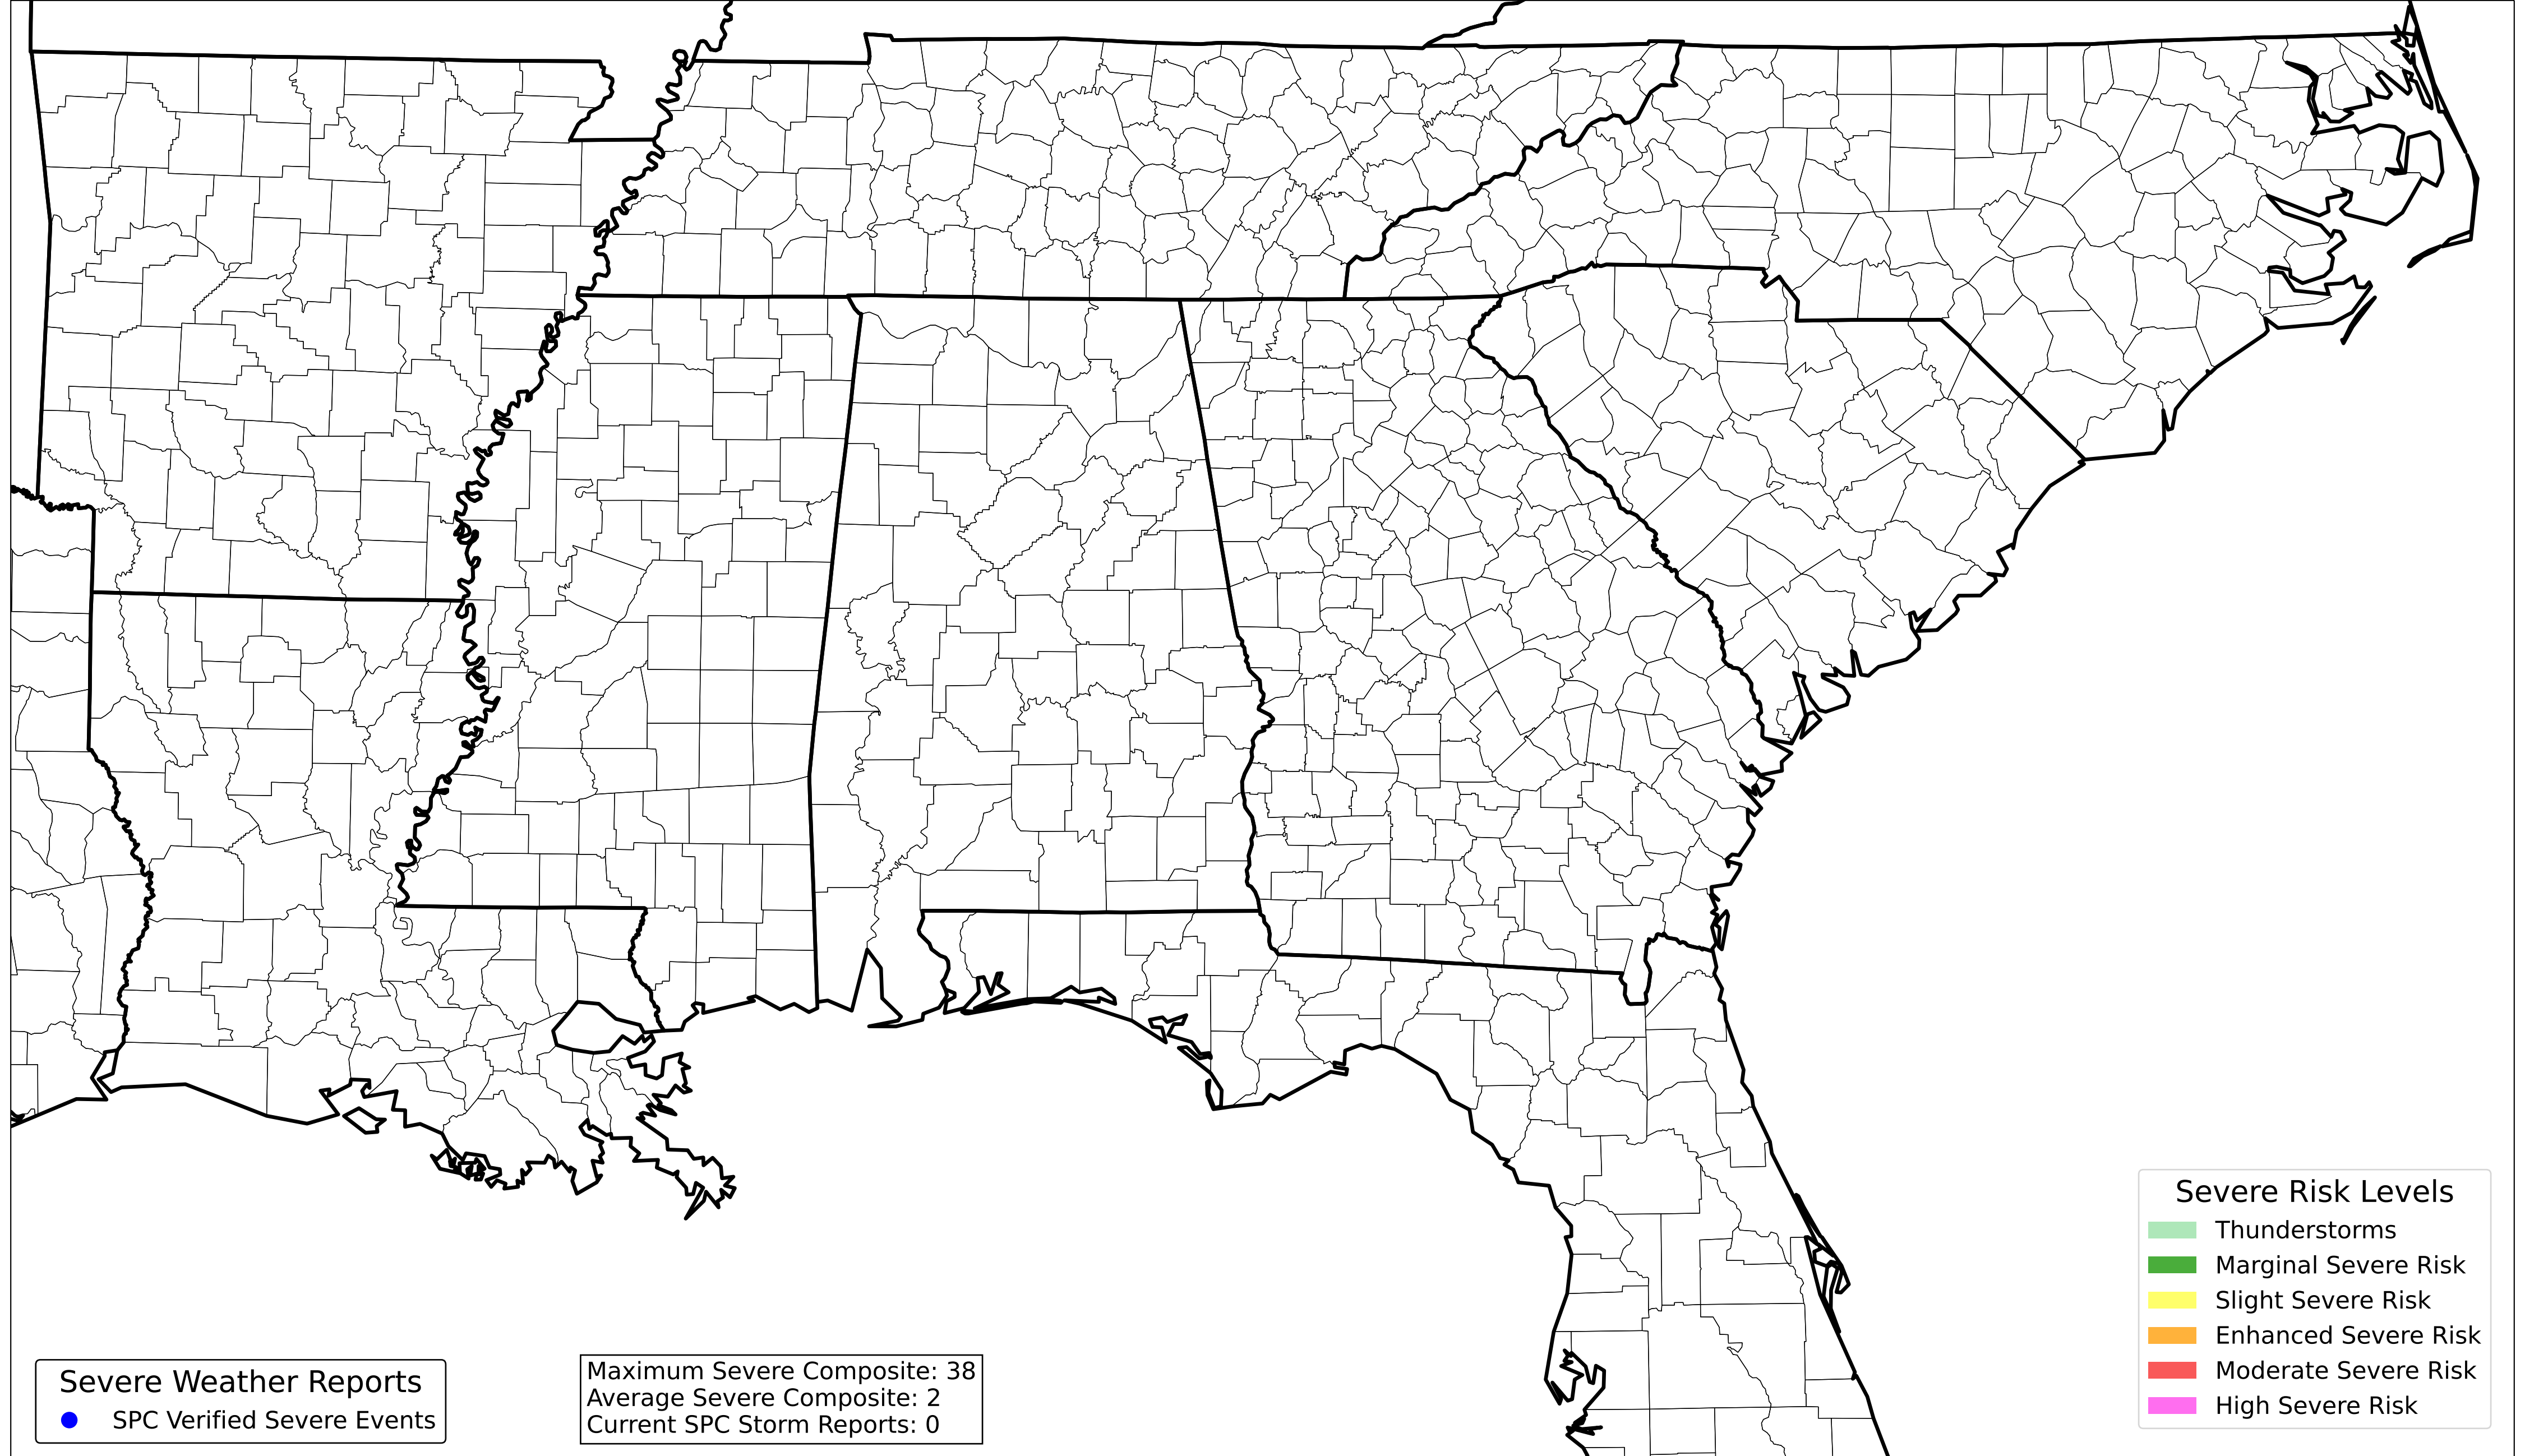 Severe Weather Reports
SPC Verified Severe Events
Maximum Severe Composite: 38
Average Severe Composite: 2
Current SPC Storm Reports: 0
Severe Risk Levels
Thunderstorms
Marginal Severe Risk
Slight Severe Risk
Enhanced Severe Risk
Moderate Severe Risk
High Severe Risk